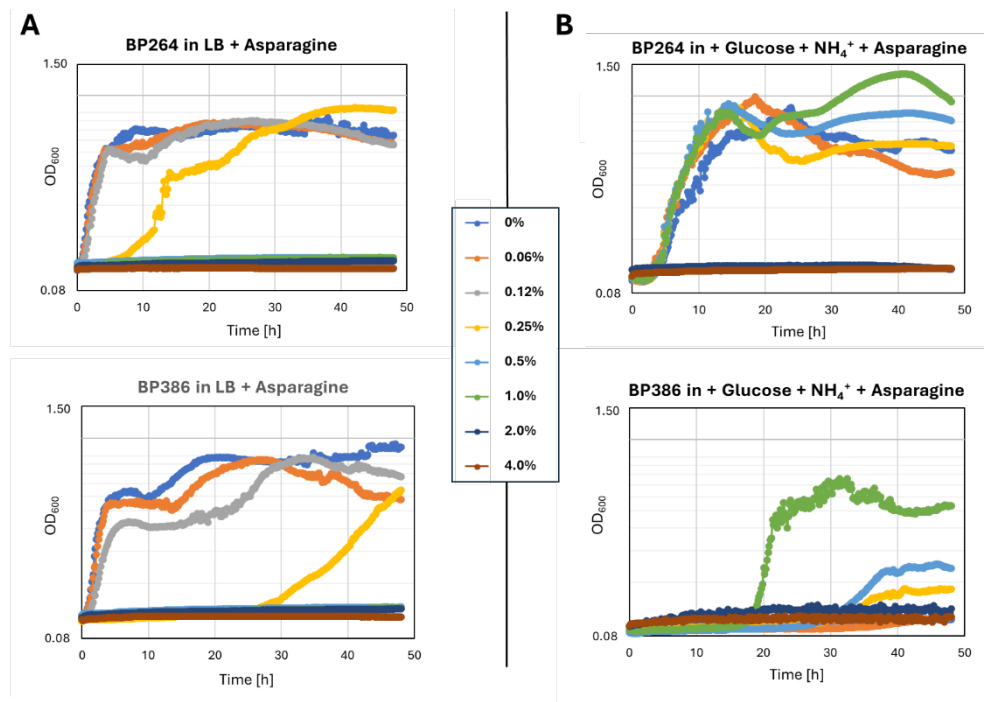 A
BP264 in LB + Asparagine
1.50
OD600
0.08
0 10 20 30 40 50
Time [h]
BP386 in LB + Asparagine
1.50
OD600
0.08
0 10 20 30 40 50
Time [h]
0%
0.06%
0.12%
0.25%
0.5%
1.0%
2.0%
4.0%
B
BP264 in + Glucose + NH4+ + Asparagine
1.50
OD600
0.08
0 10 20 30 40 50
Time [h]
BP386 in + Glucose + NH4+ + Asparagine
1.50
OD600
0.08
0 10 20 30 40 50
Time [h]